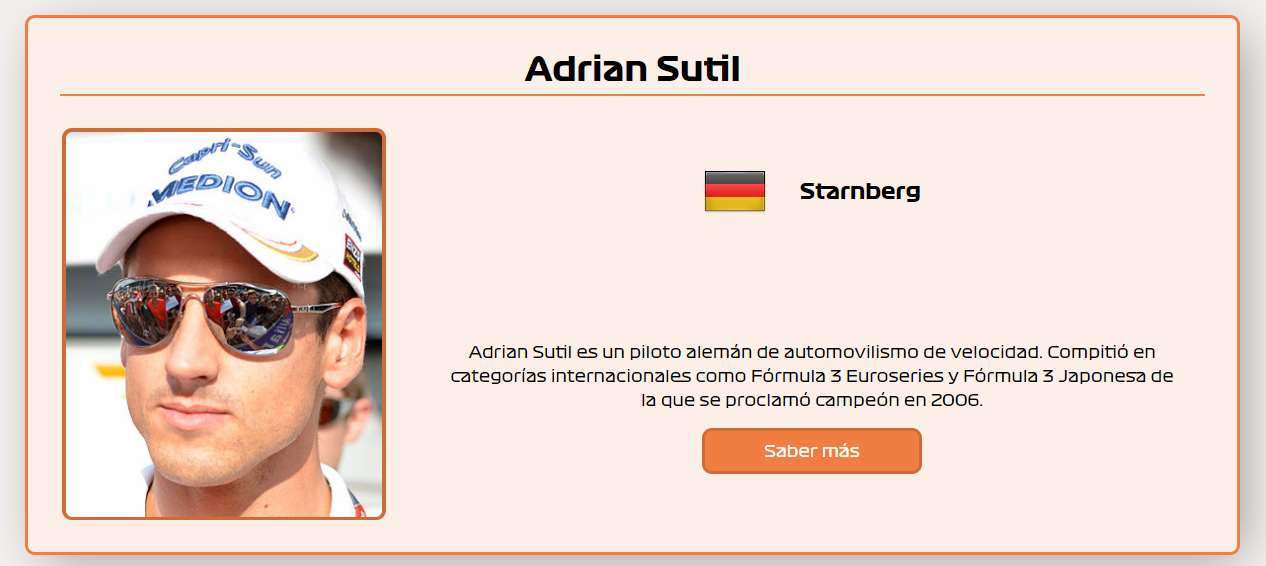 Adrian Sutil
Capri-Sun
MEDION
Starnberg
Adrian Sutil es un piloto alemán de automovilismo de velocidad. Compitió en
categorías internacionales como Fórmula 3 Euroseries y Fórmula 3 Japonesa de
la que se proclamó campeón en 2006.
Saber más